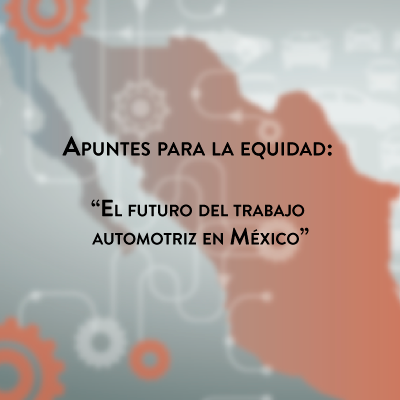 Apuntes para la equidad:
“El futuro del trabajo
automotriz en México”